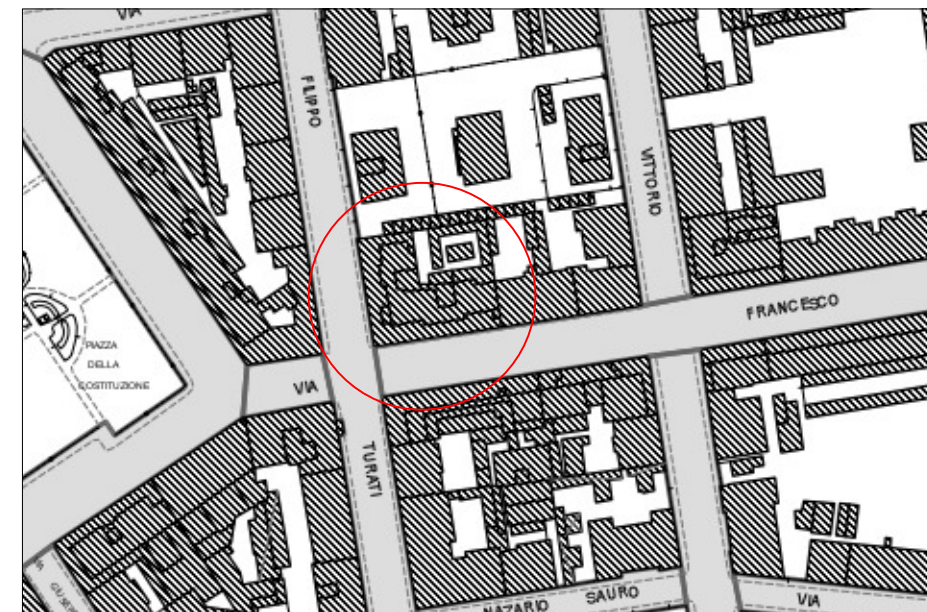 VIA
FILIPPO
VITTORIO
FRANCESCO
PIAZZA
DELLA
COSTITUZIONE
VIA
TURATI
NAZARIO SAURO
VIA